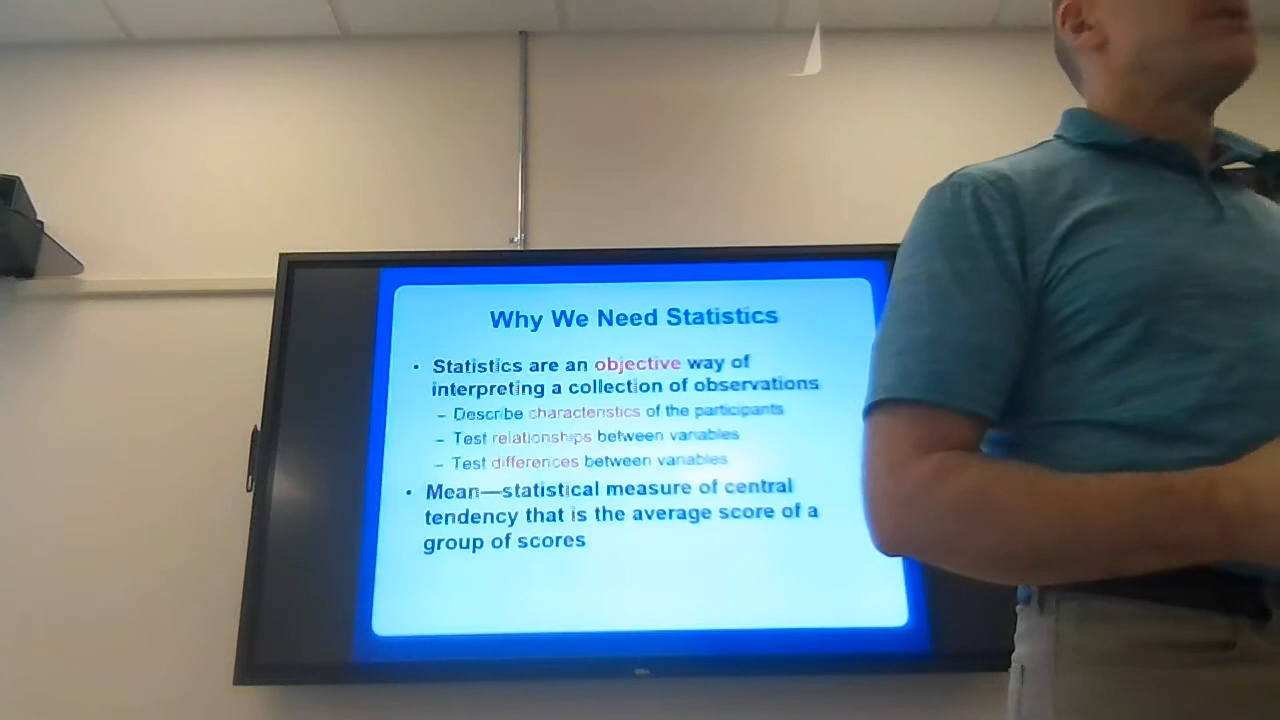 Why We Need Statistics
• Statistics are an objective way of
interpreting a collection of observations
– Describe characteristics of the participants
– Test relationships between variables
– Test differences between variables
• Mean—statistical measure of central
tendency that is the average score of a
group of scores